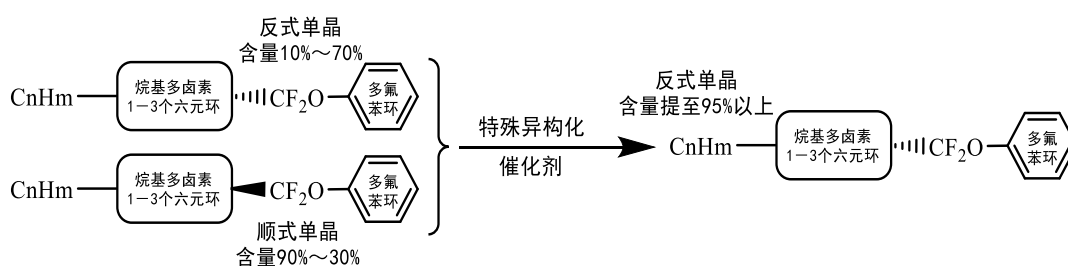 反式单晶
含量10%～70%
CnHm
烷基多卤素
1－3个六元环
CF2O
多氟
苯环
CnHm
烷基多卤素
1－3个六元环
CF2O
多氟
苯环
顺式单晶
含量90%～30%
特殊异构化
催化剂
反式单晶
含量提至95%以上
CnHm
烷基多卤素
1－3个六元环
CF2O
多氟
苯环